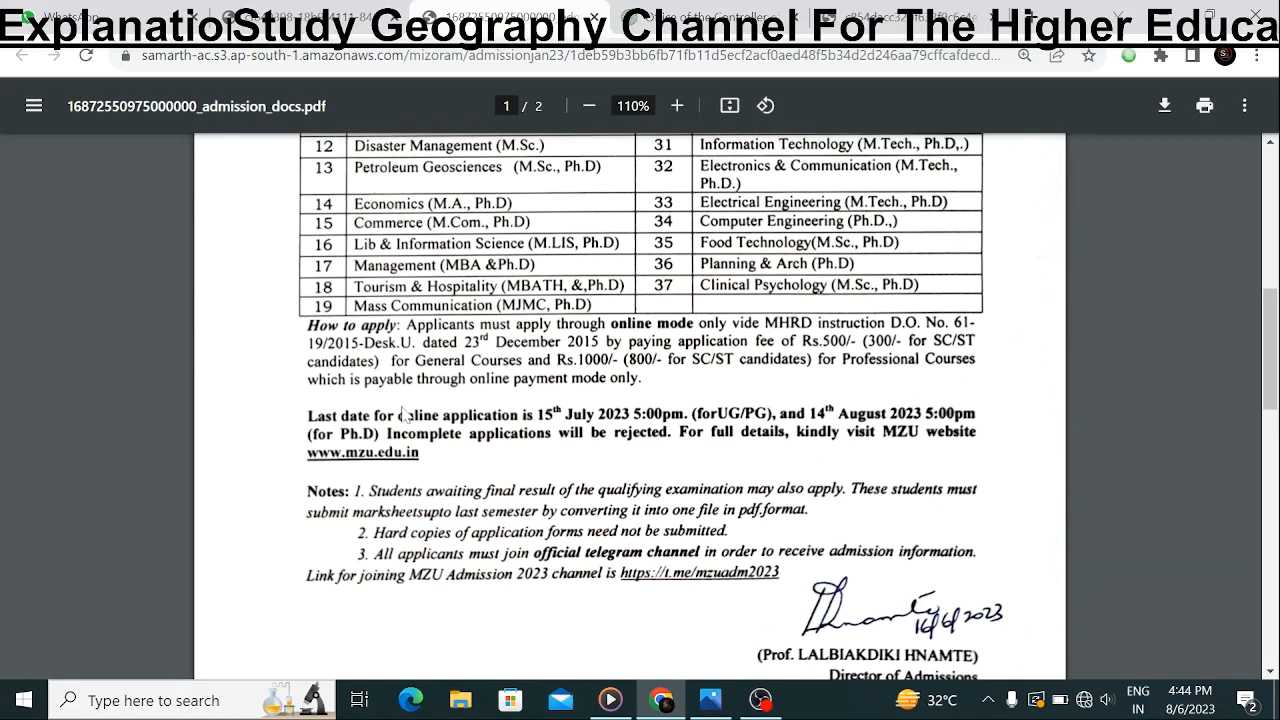 Explanation Study Geography Channel For The Higher Educa
samarth-ac.s3.ap-south-1.amazonaws.com/mizoram/admissionjan23/1deb59b3bb6fb71fb11d5ecf2acf0aed48f5b34d2d246aa79cffcafdecd...
16872550975000000_admission_docs.pdf
1 / 2
110%
12 Disaster Management (M.Sc.) 31 Information Technology (M.Tech., Ph.D,.)
13 Petroleum Geosciences (M.Sc., Ph.D) 32 Electronics & Communication (M.Tech.,
Ph.D.)
14 Economics (M.A., Ph.D) 33 Electrical Engineering (M.Tech., Ph.D)
15 Commerce (M.Com., Ph.D) 34 Computer Engineering (Ph.D.,)
16 Lib & Information Science (M.LIS, Ph.D) 35 Food Technology(M.Sc., Ph.D)
17 Management (MBA &Ph.D) 36 Planning & Arch (Ph.D)
18 Tourism & Hospitality (MBATH, &,Ph.D) 37 Clinical Psychology (M.Sc., Ph.D)
19 Mass Communication (MJMC, Ph.D)
How to apply: Applicants must apply through online mode only vide MHRD instruction D.O. No. 61-
19/2015-Desk.U. dated 23rd December 2015 by paying application fee of Rs.500/- (300/- for SC/ST
candidates) for General Courses and Rs.1000/- (800/- for SC/ST candidates) for Professional Courses
which is payable through online payment mode only.
Last date for online application is 15th July 2023 5:00pm. (forUG/PG), and 14th August 2023 5:00pm
(for Ph.D) Incomplete applications will be rejected. For full details, kindly visit MZU website
www.mzu.edu.in
Notes: 1. Students awaiting final result of the qualifying examination may also apply. These students must
submit marksheetsupto last semester by converting it into one file in pdf.format.
2. Hard copies of application forms need not be submitted.
3. All applicants must join official telegram channel in order to receive admission information.
Link for joining MZU Admission 2023 channel is https://t.me/mzuadm2023
16/6/2023
(Prof. LALBIAKDIKI HNAMTE)
Director of Admissions
Type here to search
32°C
ENG
IN
4:44 PM
8/6/2023
2